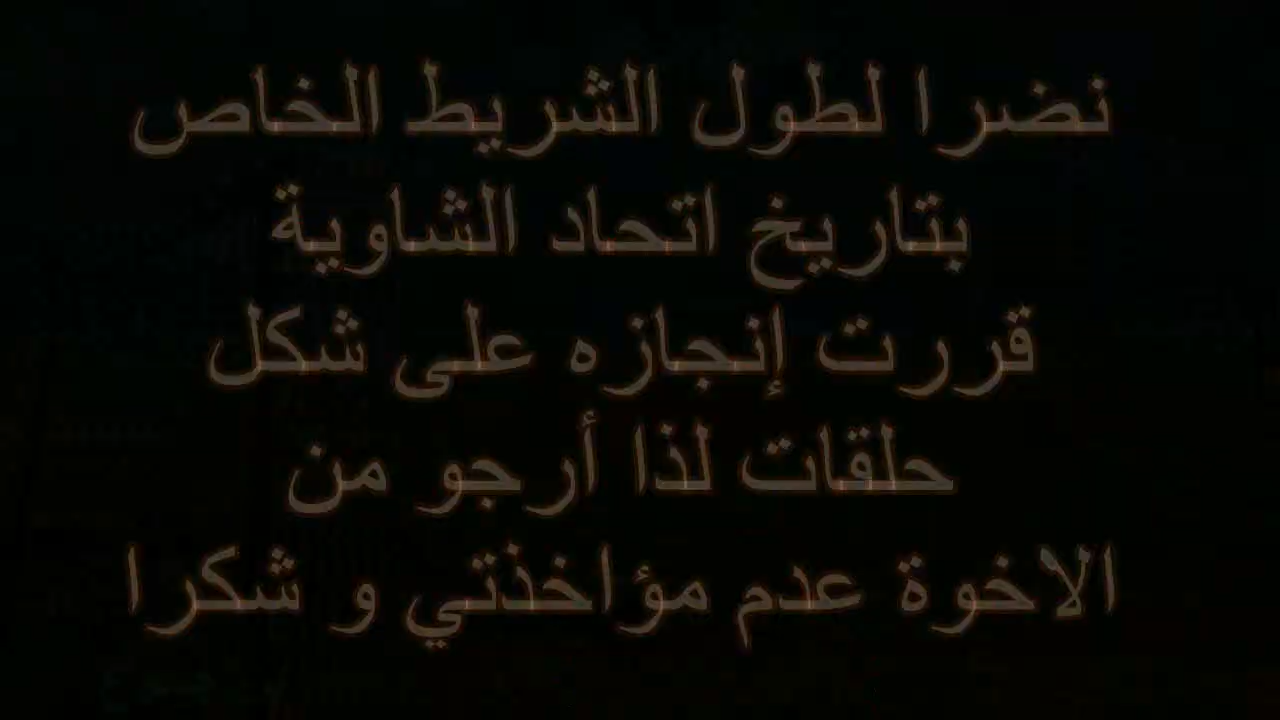 نضرا لطول الشريط الخاص
بتاريخ اتحاد الشاوية
قررت إنجازه على شكل
حلقات لذا أرجو من
الاخوة عدم مؤاخذتي و شكرا